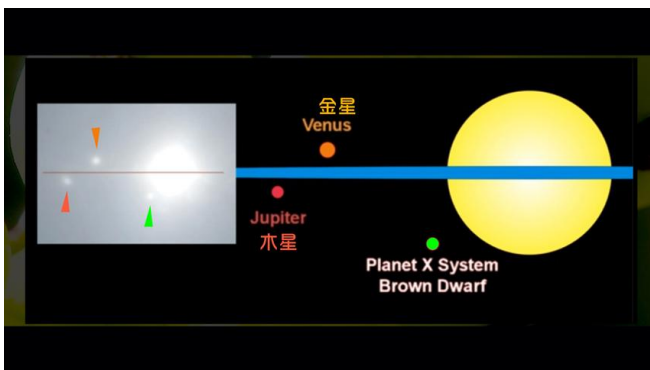 金星
Venus
Jupiter
木星
Planet X System
Brown Dwarf